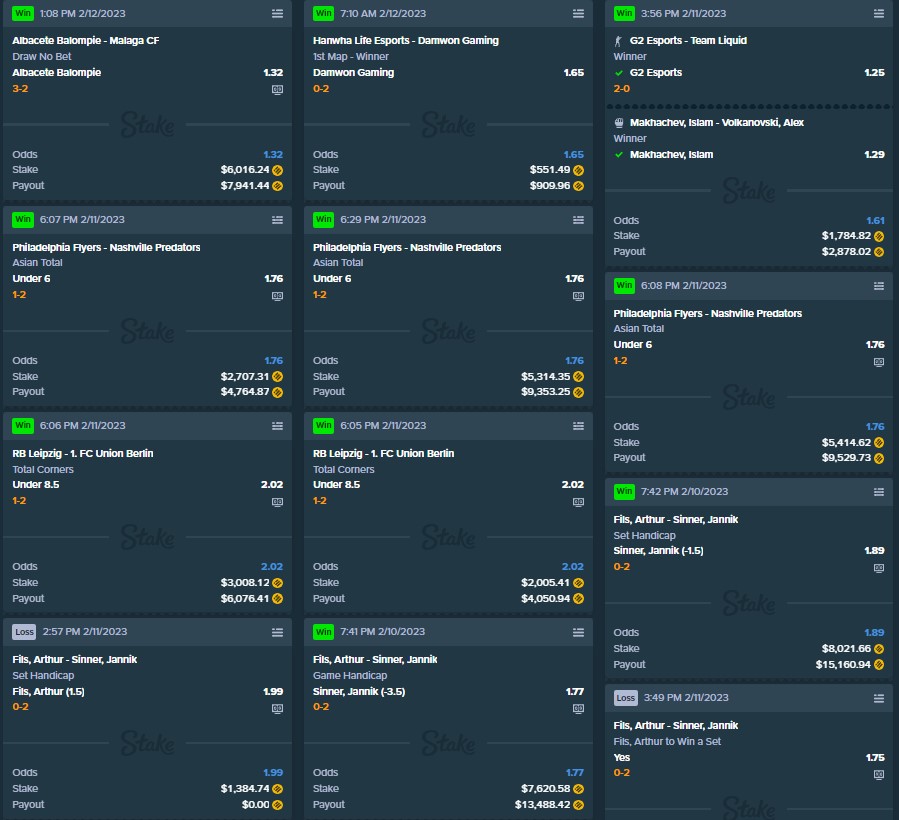 Win 1:08 PM 2/12/2023
Albacete Balompie - Malaga CF
Draw No Bet
Albacete Balompie 1.32
3-2
Stake
Odds 1.32
Stake $6,016.24
Payout $7,941.44
Win 6:07 PM 2/11/2023
Philadelphia Flyers - Nashville Predators
Asian Total
Under 6 1.76
1-2
Stake
Odds 1.76
Stake $2,707.31
Payout $4,764.87
Win 6:06 PM 2/11/2023
RB Leipzig - 1. FC Union Berlin
Total Corners
Under 8.5 2.02
1-2
Stake
Odds 2.02
Stake $3,008.12
Payout $6,076.41
Loss 2:57 PM 2/11/2023
Fils, Arthur - Sinner, Jannik
Set Handicap
Fils, Arthur (1.5) 1.99
0-2
Stake
Odds 1.99
Stake $1,384.74
Payout $0.00
Win 7:10 AM 2/12/2023
Hanwha Life Esports - Damwon Gaming
1st Map - Winner
Damwon Gaming 1.65
0-2
Stake
Odds 1.65
Stake $551.49
Payout $909.96
Win 6:29 PM 2/11/2023
Philadelphia Flyers - Nashville Predators
Asian Total
Under 6 1.76
1-2
Stake
Odds 1.76
Stake $5,314.35
Payout $9,353.25
Win 6:05 PM 2/11/2023
RB Leipzig - 1. FC Union Berlin
Total Corners
Under 8.5 2.02
1-2
Stake
Odds 2.02
Stake $2,005.41
Payout $4,050.94
Win 7:41 PM 2/10/2023
Fils, Arthur - Sinner, Jannik
Game Handicap
Sinner, Jannik (-3.5) 1.77
0-2
Stake
Odds 1.77
Stake $7,620.58
Payout $13,488.42
Win 3:56 PM 2/11/2023
G2 Esports - Team Liquid
Winner
G2 Esports 1.25
2-0
Makhachev, Islam - Volkanovski, Alex
Winner
Makhachev, Islam 1.29
Stake
Odds 1.61
Stake $1,784.82
Payout $2,878.02
Win 6:08 PM 2/11/2023
Philadelphia Flyers - Nashville Predators
Asian Total
Under 6 1.76
1-2
Stake
Odds 1.76
Stake $5,414.62
Payout $9,529.73
Win 7:42 PM 2/10/2023
Fils, Arthur - Sinner, Jannik
Set Handicap
Sinner, Jannik (-1.5) 1.89
0-2
Stake
Odds 1.89
Stake $8,021.66
Payout $15,160.94
Loss 3:49 PM 2/11/2023
Fils, Arthur - Sinner, Jannik
Fils, Arthur to Win a Set
Yes 1.75
0-2
Stake